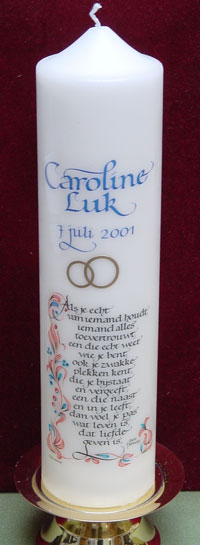 Caroline
Luk
7 juli 2001
Als je echt
van iemand houdt
iemand alles
toevertrouwt
een die echt weet
wie je bent
ook je zwakke
plekken kent
die je bijstaat
en vergeeft
een die naast
en in je leeft
dan voel je pas
wat leven is
dat liefde
geven is